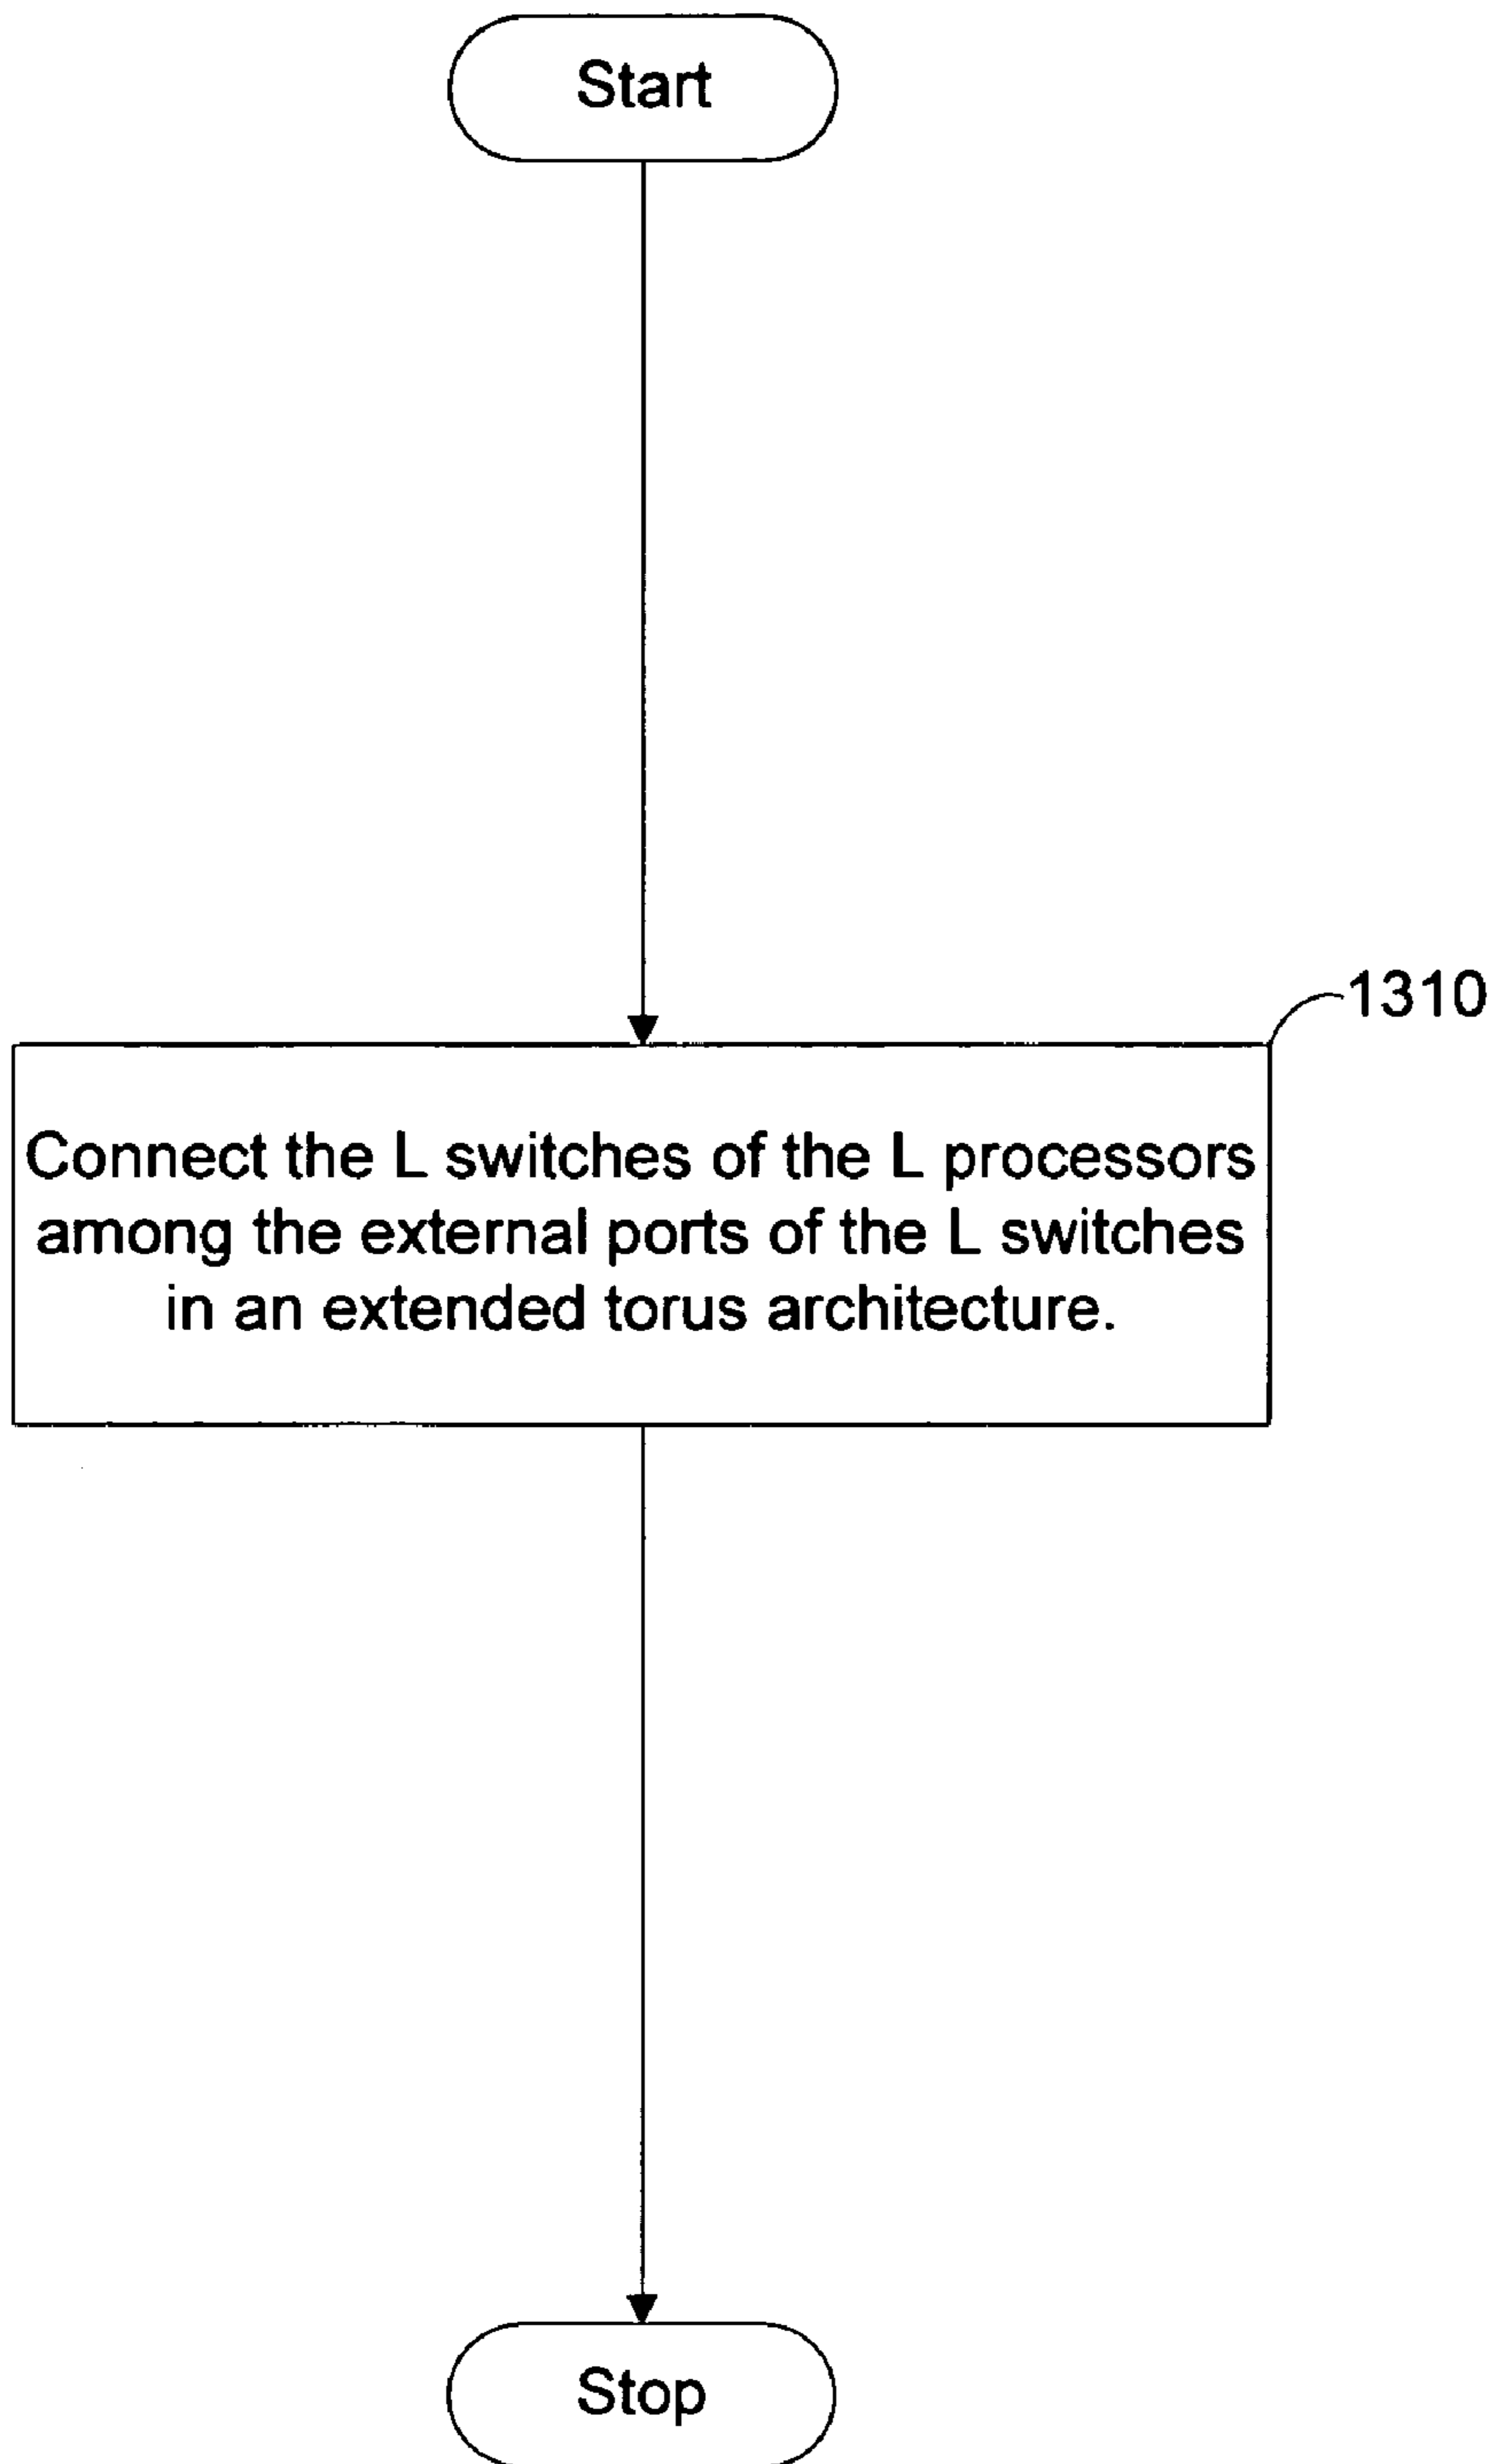 Start
1310
Connect the L switches of the L processors
among the external ports of the L switches
in an extended torus architecture.
Stop